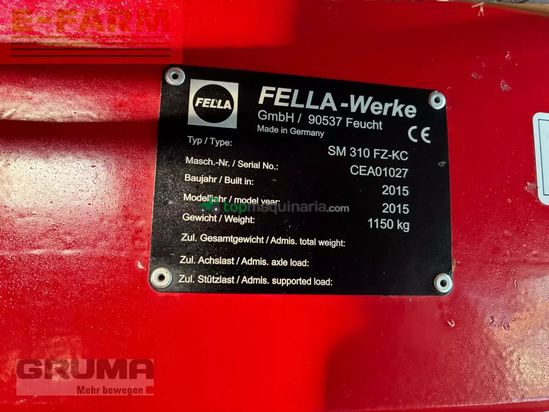 E-FARM
FELLA
FELLA-Werke
GmbH / 90537 Feucht
Made in Germany
CE
Typ / Type: SM 310 FZ-KC
Masch.-Nr. / Serial No.: CEA01027
Baujahr / Built in: 2015
Modelljahr / model year: 2015
topmaquinaria.com
Gewicht / Weight: 1150 kg
Zul. Gesamtgewicht / Admis. total weight:
Zul. Achslast / Admis. axle load:
Zul. Stützlast / Admis. supported load:
GRUMA
Mehr bewegen